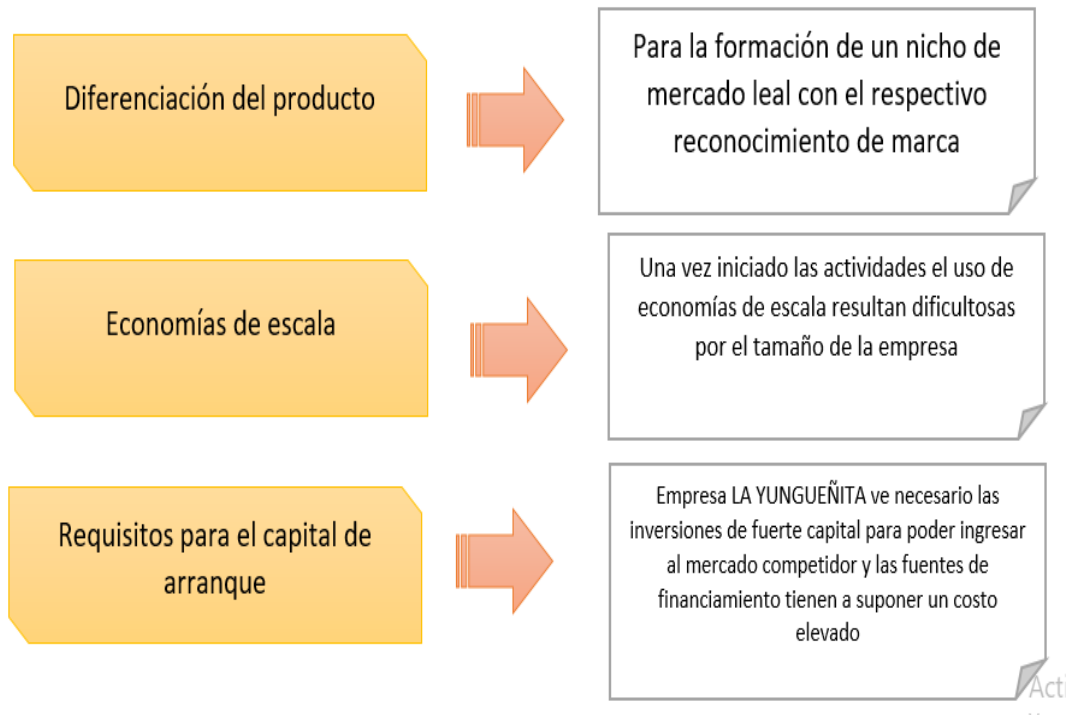 Diferenciación del producto
Para la formación de un nicho de
mercado leal con el respectivo
reconocimiento de marca
Economías de escala
Una vez iniciado las actividades el uso de
economías de escala resultan dificultosas
por el tamaño de la empresa
Requisitos para el capital de
arranque
Empresa LA YUNGUEÑITA ve necesario las
inversiones de fuerte capital para poder ingresar
al mercado competidor y las fuentes de
financiamiento tienen a suponer un costo
elevado
Acti